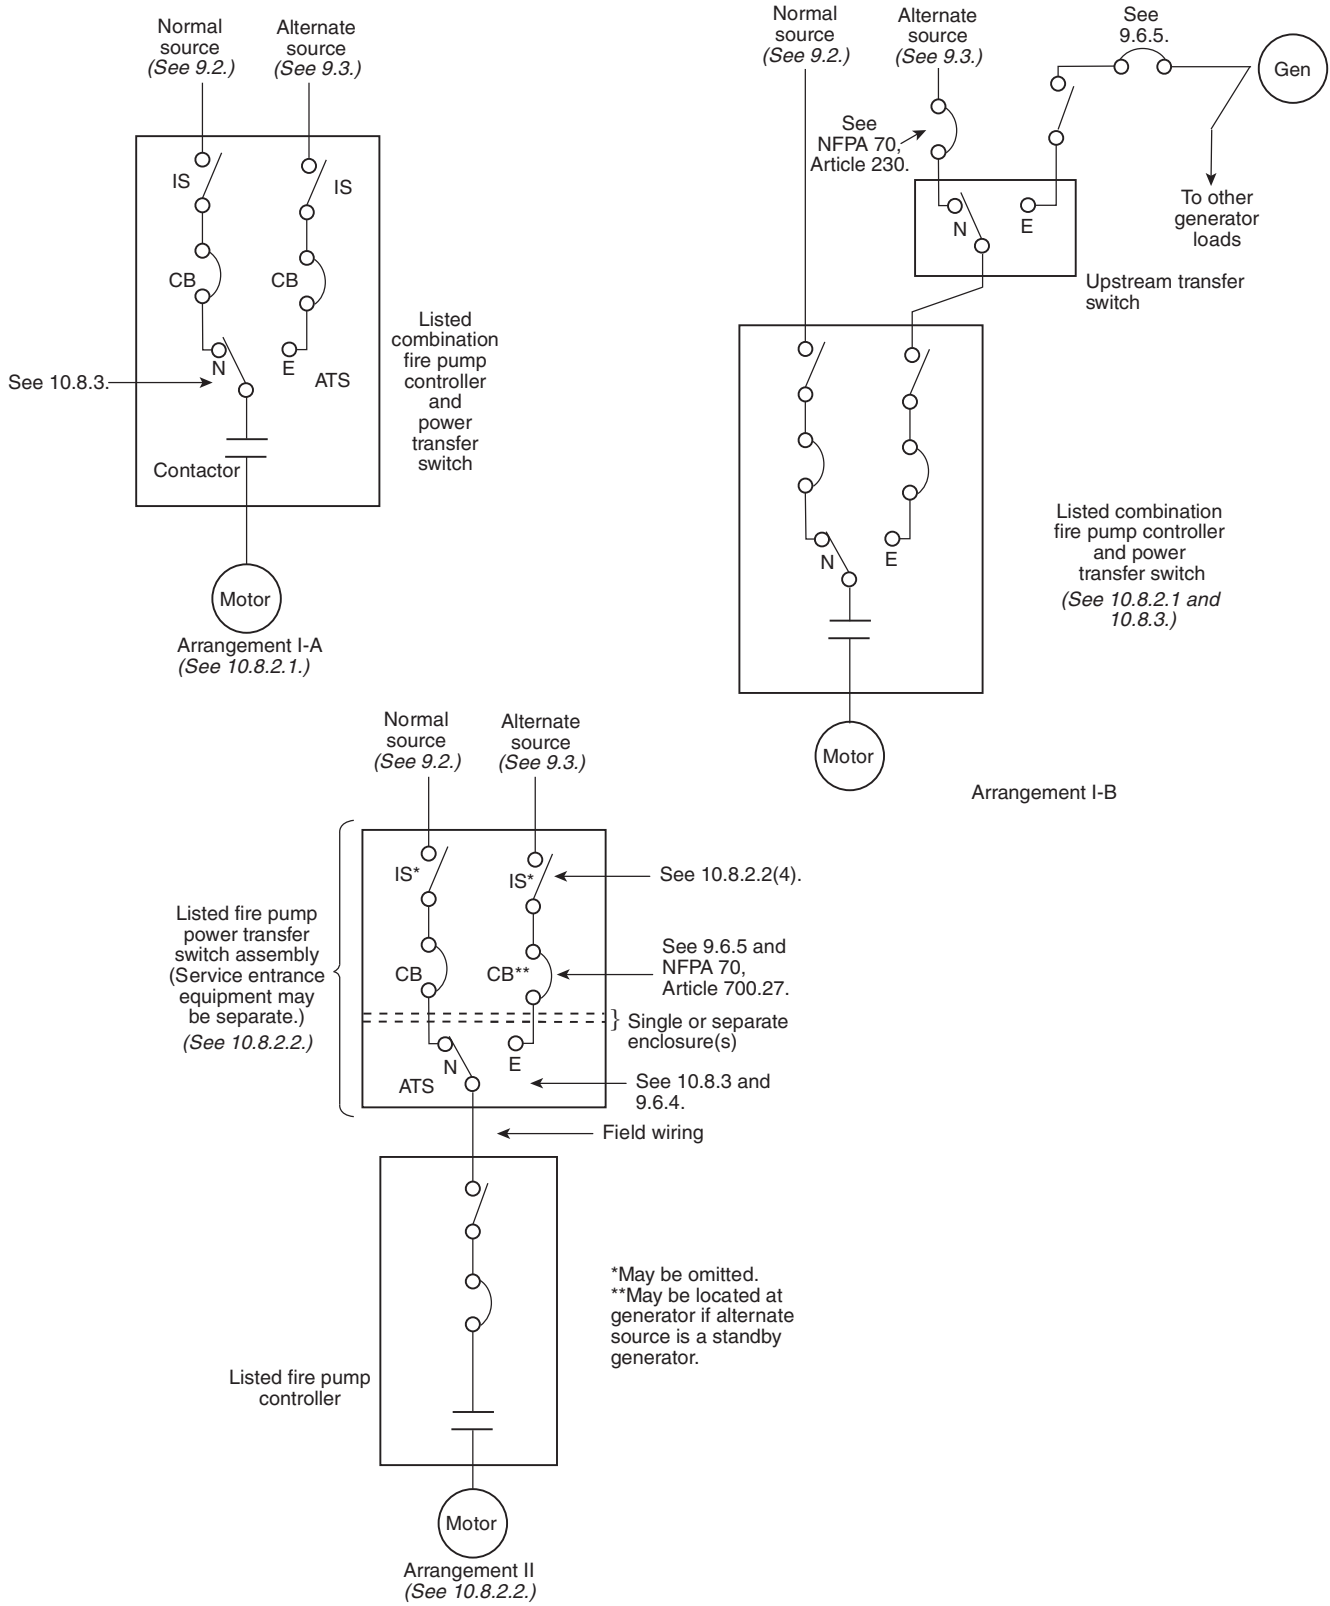 Normal
source
(See 9.2.)
Alternate
source
(See 9.3.)
IS
IS
CB
CB
N
E
ATS
See 10.8.3.
Contactor
Listed
combination
fire pump
controller
and
power
transfer
switch
Motor
Arrangement I-A
(See 10.8.2.1.)
Normal
source
(See 9.2.)
Alternate
source
(See 9.3.)
See
9.6.5.
Gen
See
NFPA 70,
Article 230.
To other
generator
loads
N
E
Upstream transfer
switch
N
E
Listed combination
fire pump controller
and power
transfer switch
(See 10.8.2.1 and
10.8.3.)
Motor
Arrangement I-B
Normal
source
(See 9.2.)
Alternate
source
(See 9.3.)
IS*
IS*
See 10.8.2.2(4).
Listed fire pump
power transfer
switch assembly
(Service entrance
equipment may
be separate.)
(See 10.8.2.2.)
CB
CB**
See 9.6.5 and
NFPA 70,
Article 700.27.
Single or separate
enclosure(s)
N
E
ATS
See 10.8.3 and
9.6.4.
Field wiring
*May be omitted.
**May be located at
generator if alternate
source is a standby
generator.
Listed fire pump
controller
Motor
Arrangement II
(See 10.8.2.2.)